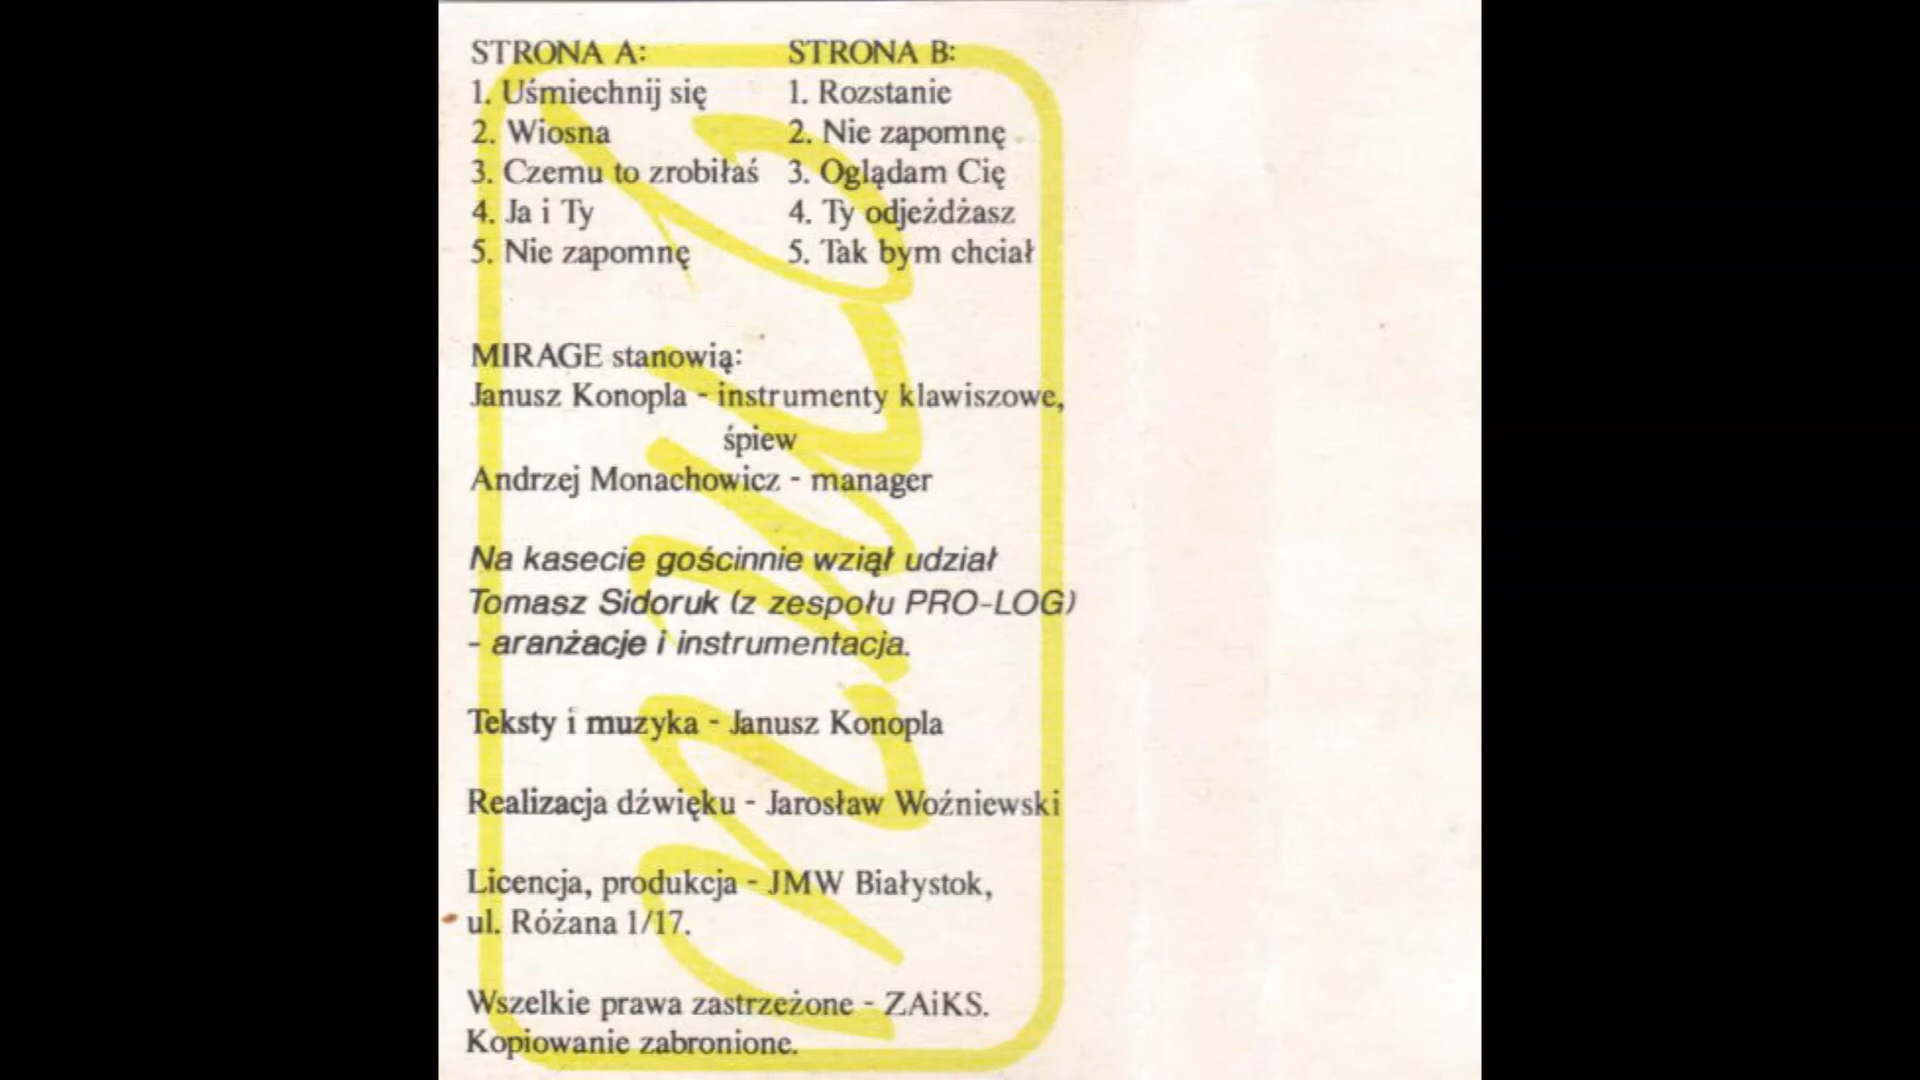 STRONA A:
1. Uśmiechnij się
2. Wiosna
3. Czemu to zrobiłaś
4. Ja i Ty
5. Nie zapomnę
STRONA B:
1. Rozstanie
2. Nie zapomnę
3. Oglądam Cię
4. Ty odjeżdżasz
5. Tak bym chciał
MIRAGE stanowią:
Janusz Konopla - instrumenty klawiszowe,
śpiew
Andrzej Monachowicz - manager
Na kasecie gościnnie wziął udział
Tomasz Sidoruk (z zespołu PRO-LOG)
- aranżacje i instrumentacja.
Teksty i muzyka - Janusz Konopla
Realizacja dźwięku - Jarosław Woźniewski
Licencja, produkcja - JMW Białystok,
ul. Różana 1/17.
Wszelkie prawa zastrzeżone - ZAiKS.
Kopiowanie zabronione.